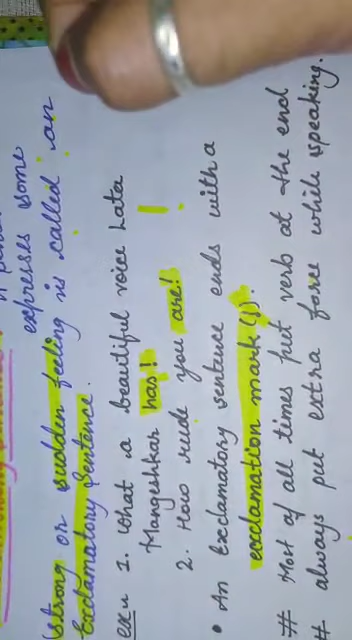 expresses some
strong or sudden feeling is called an
Exclamatory Sentence.
exm 1. What a beautiful voice Lata
Mangeshkar has!
2. How rude you are!
• An Exclamatory sentence ends with a
exclamation mark (!).
# Most of all times put verb at the end
# always put extra force while speaking.